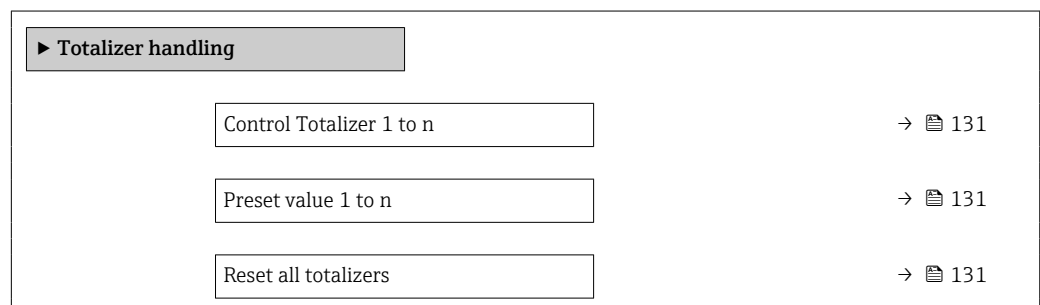 ▶ Totalizer handling
Control Totalizer 1 to n → 131
Preset value 1 to n → 131
Reset all totalizers → 131